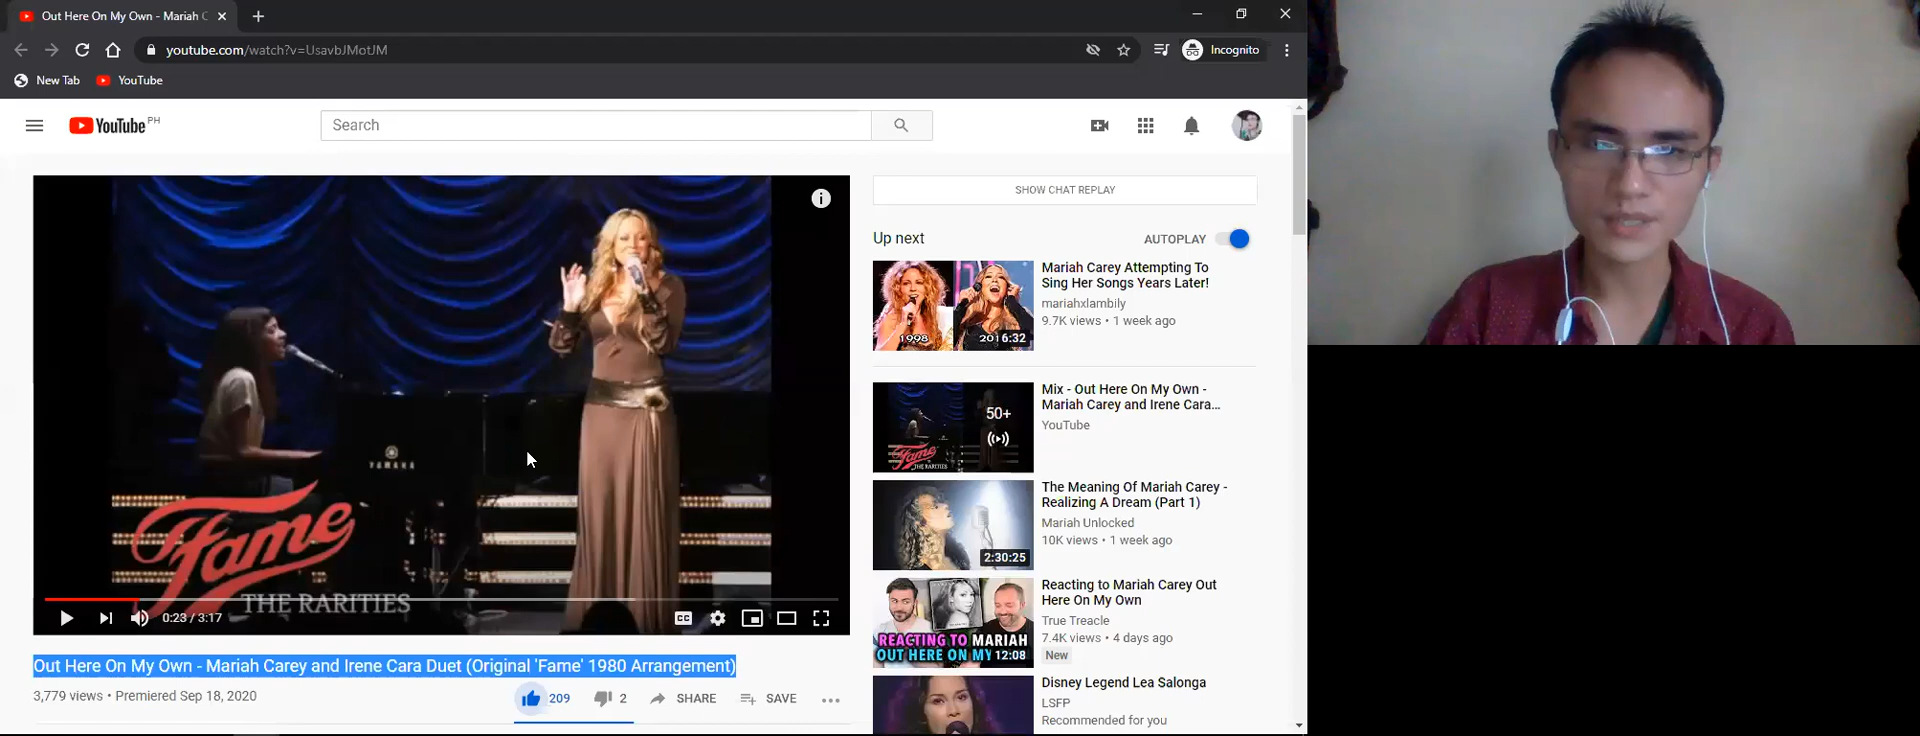 Out Here On My Own - Mariah C
youtube.com/watch?v=UsavbJMotJM
Incognito
New Tab
YouTube
YouTube PH
Search
SHOW CHAT REPLAY
Up next
AUTOPLAY
YAMAHA
Fame
THE RARITIES
0:23 / 3:17
CC
Out Here On My Own - Mariah Carey and Irene Cara Duet (Original 'Fame' 1980 Arrangement)
3,779 views • Premiered Sep 18, 2020
209
2
SHARE
SAVE
1998
2016
6:32
Mariah Carey Attempting To
Sing Her Songs Years Later!
mariahxlambily
9.7K views • 1 week ago
50+
Fame
THE RARITIES
Mix - Out Here On My Own -
Mariah Carey and Irene Cara...
YouTube
2:30:25
The Meaning Of Mariah Carey -
Realizing A Dream (Part 1)
Mariah Unlocked
10K views • 1 week ago
REACTING TO MARIAH
OUT HERE ON MY
12:08
Reacting to Mariah Carey Out
Here On My Own
True Treacle
7.4K views • 4 days ago
New
Disney Legend Lea Salonga
LSFP
Recommended for you